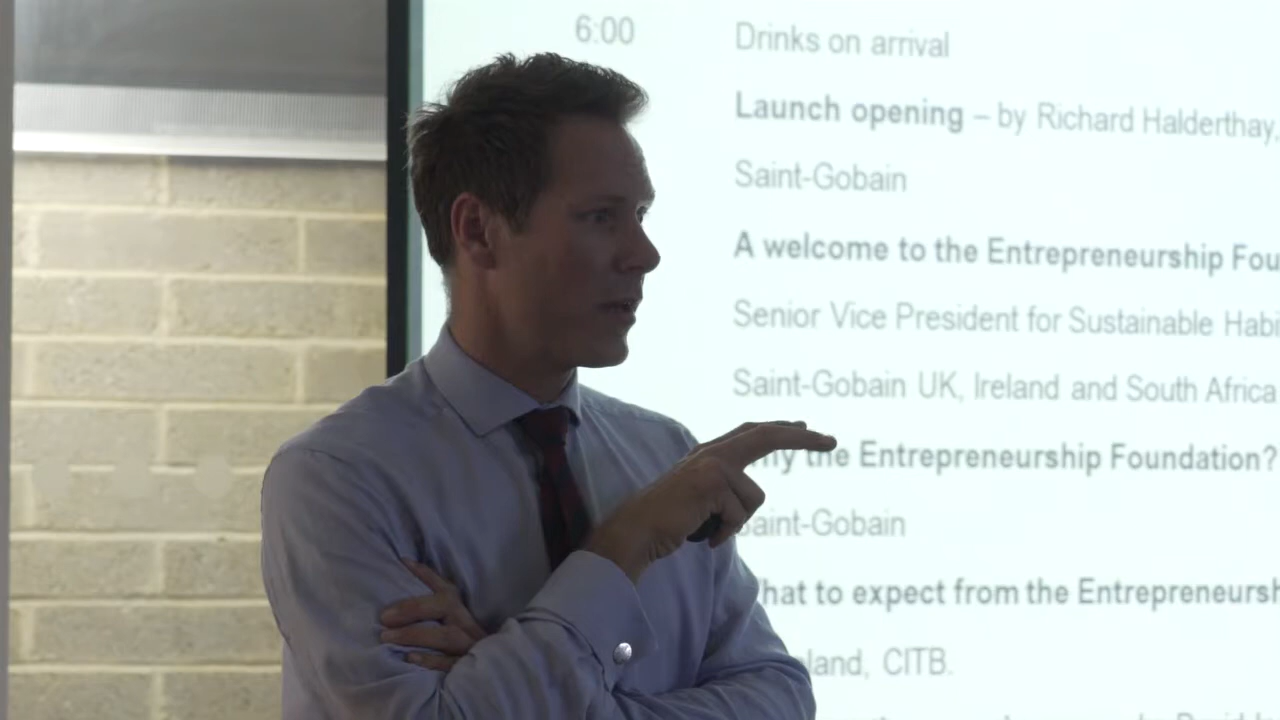 6:00 Drinks on arrival
Launch opening – by Richard Halderthay,
Saint-Gobain
A welcome to the Entrepreneurship Fou
Senior Vice President for Sustainable Habi
Saint-Gobain UK, Ireland and South Africa
the Entrepreneurship Foundation?
Saint-Gobain
hat to expect from the Entrepreneursh
land, CITB.